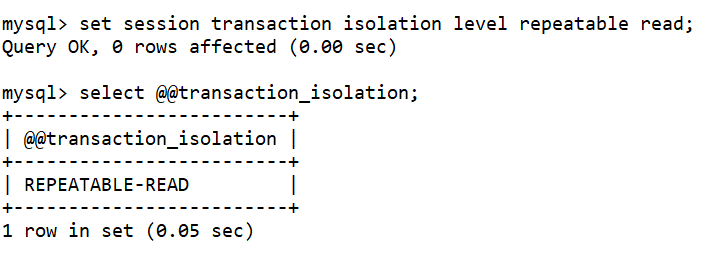 mysql> set session transaction isolation level repeatable read;
Query OK, 0 rows affected (0.00 sec)
mysql> select @@transaction_isolation;
+-------------------------+
| @@transaction_isolation |
+-------------------------+
| REPEATABLE-READ         |
+-------------------------+
1 row in set (0.05 sec)